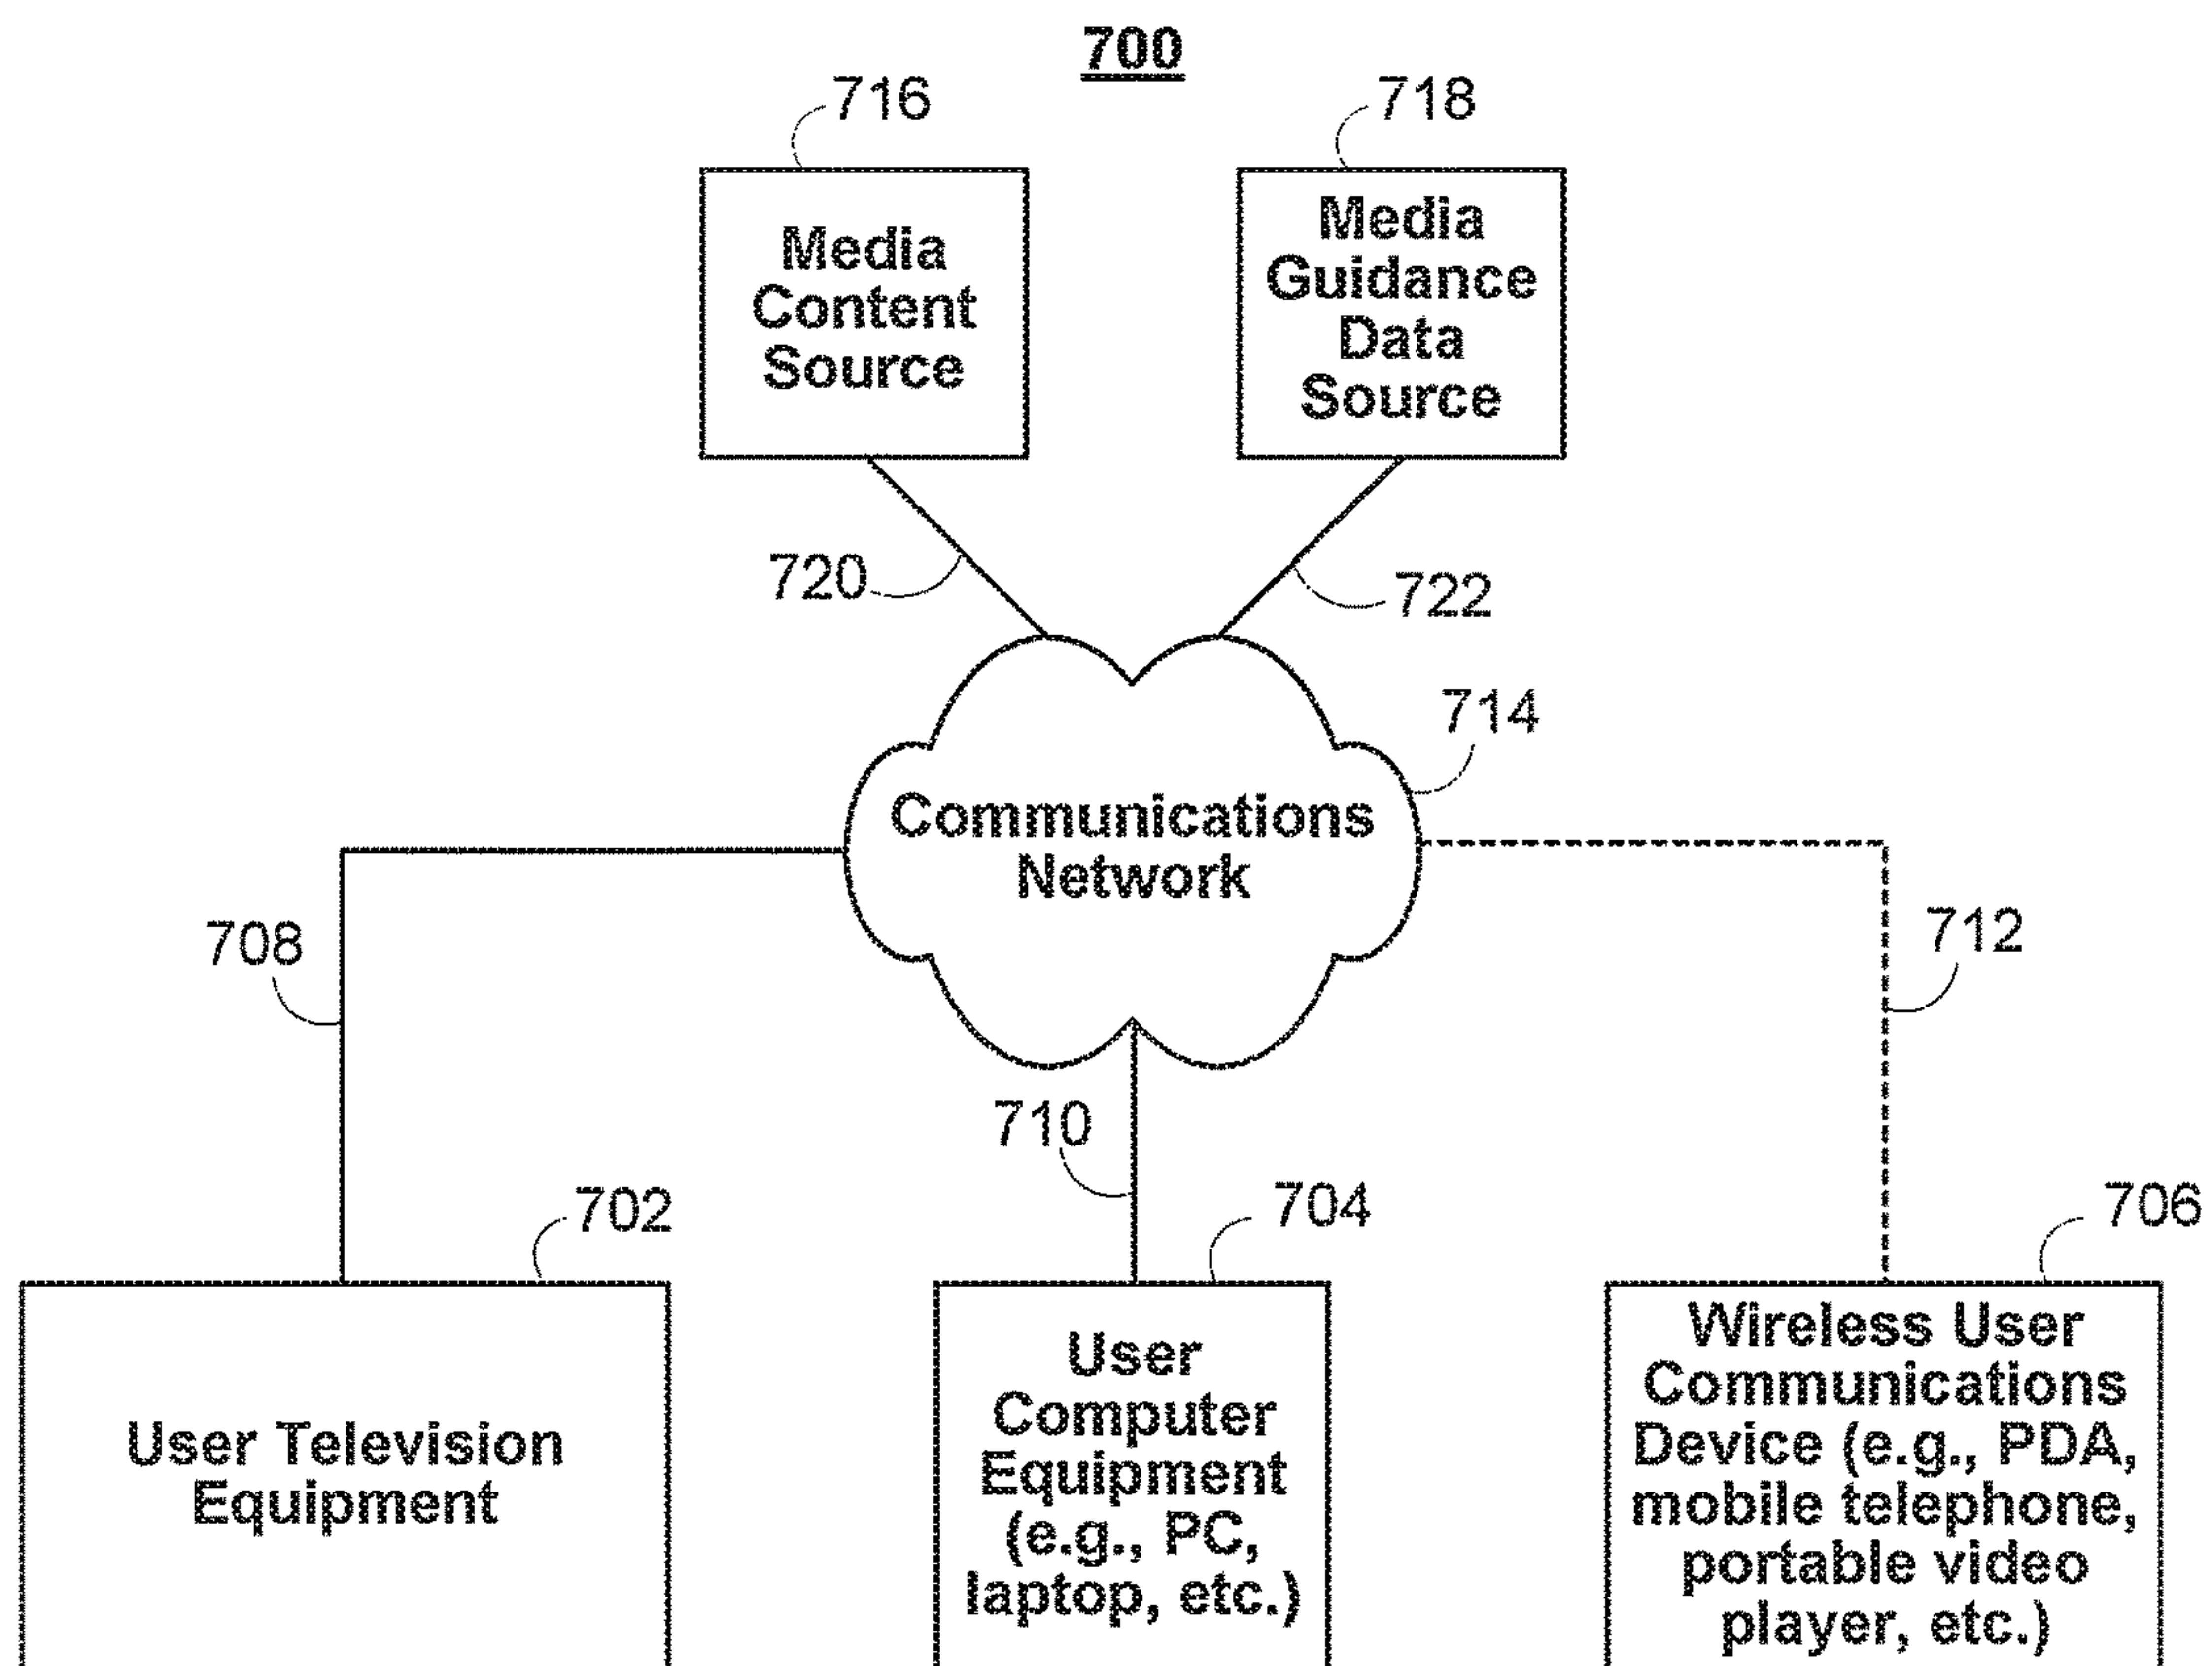 700
716
718
Media
Content
Source
Media
Guidance
Data
Source
720
722
714
Communications
Network
708
712
710
702
704
706
User Television
Equipment
User
Computer
Equipment
(e.g., PC,
laptop, etc.)
Wireless User
Communications
Device (e.g., PDA,
mobile telephone,
portable video
player, etc.)